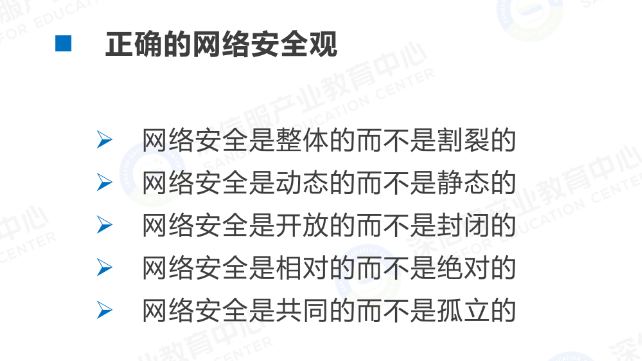 正确的网络安全观
网络安全是整体的而不是割裂的
网络安全是动态的而不是静态的
网络安全是开放的而不是封闭的
网络安全是相对的而不是绝对的
网络安全是共同的而不是孤立的